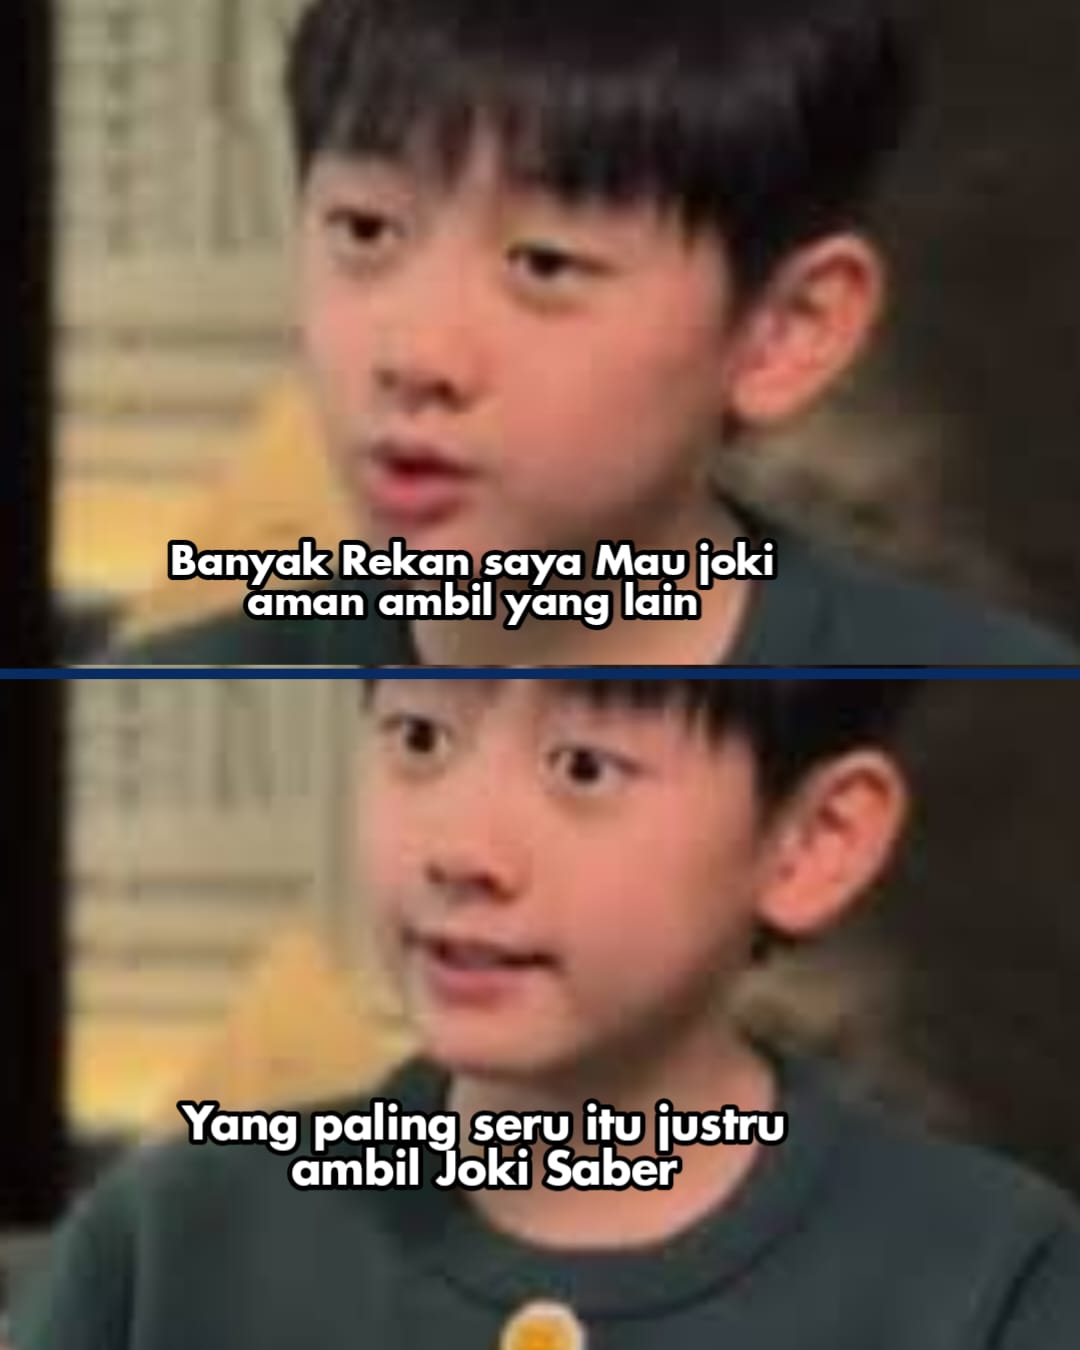 Banyak Rekan saya Mau joki
aman ambil yang lain
Yang paling seru itu justru
ambil Joki Saber